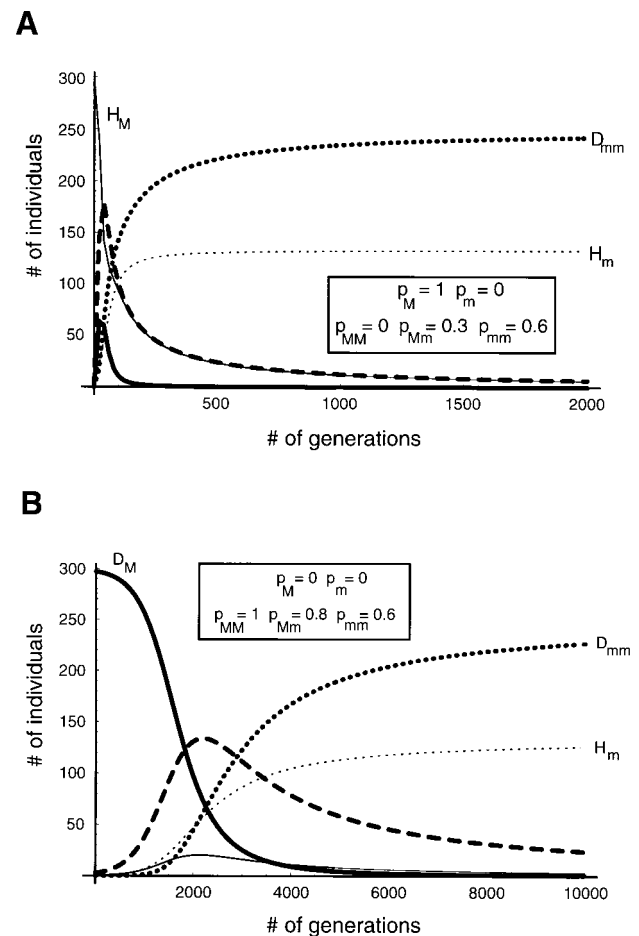 A
300
250
200
150
100
50
# of individuals
H_M
D_mm
H_m
p_M = 1 p_m = 0
p_MM = 0 p_Mm = 0.3 p_mm = 0.6
500 1000 1500 2000
# of generations
B
300
250
200
150
100
50
# of individuals
D_M
p_M = 0 p_m = 0
p_MM = 1 p_Mm = 0.8 p_mm = 0.6
D_mm
H_m
2000 4000 6000 8000 10000
# of generations